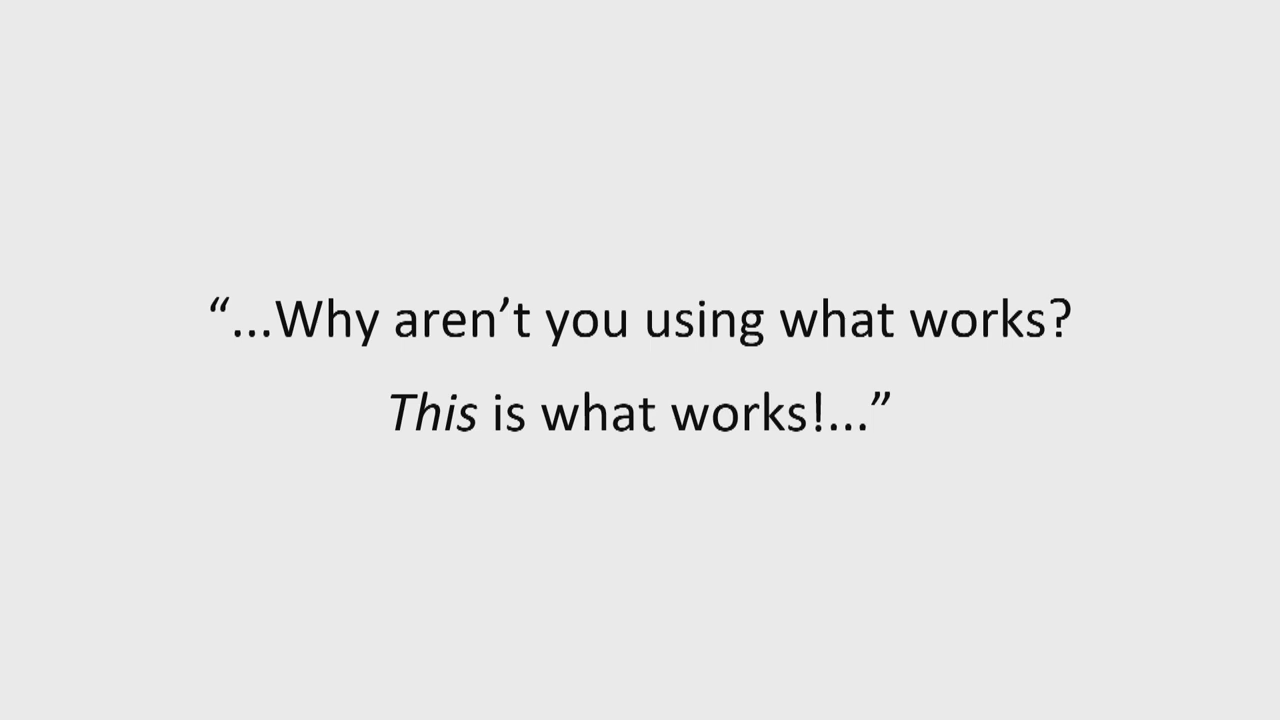 “...Why aren’t you using what works?
This is what works!...”